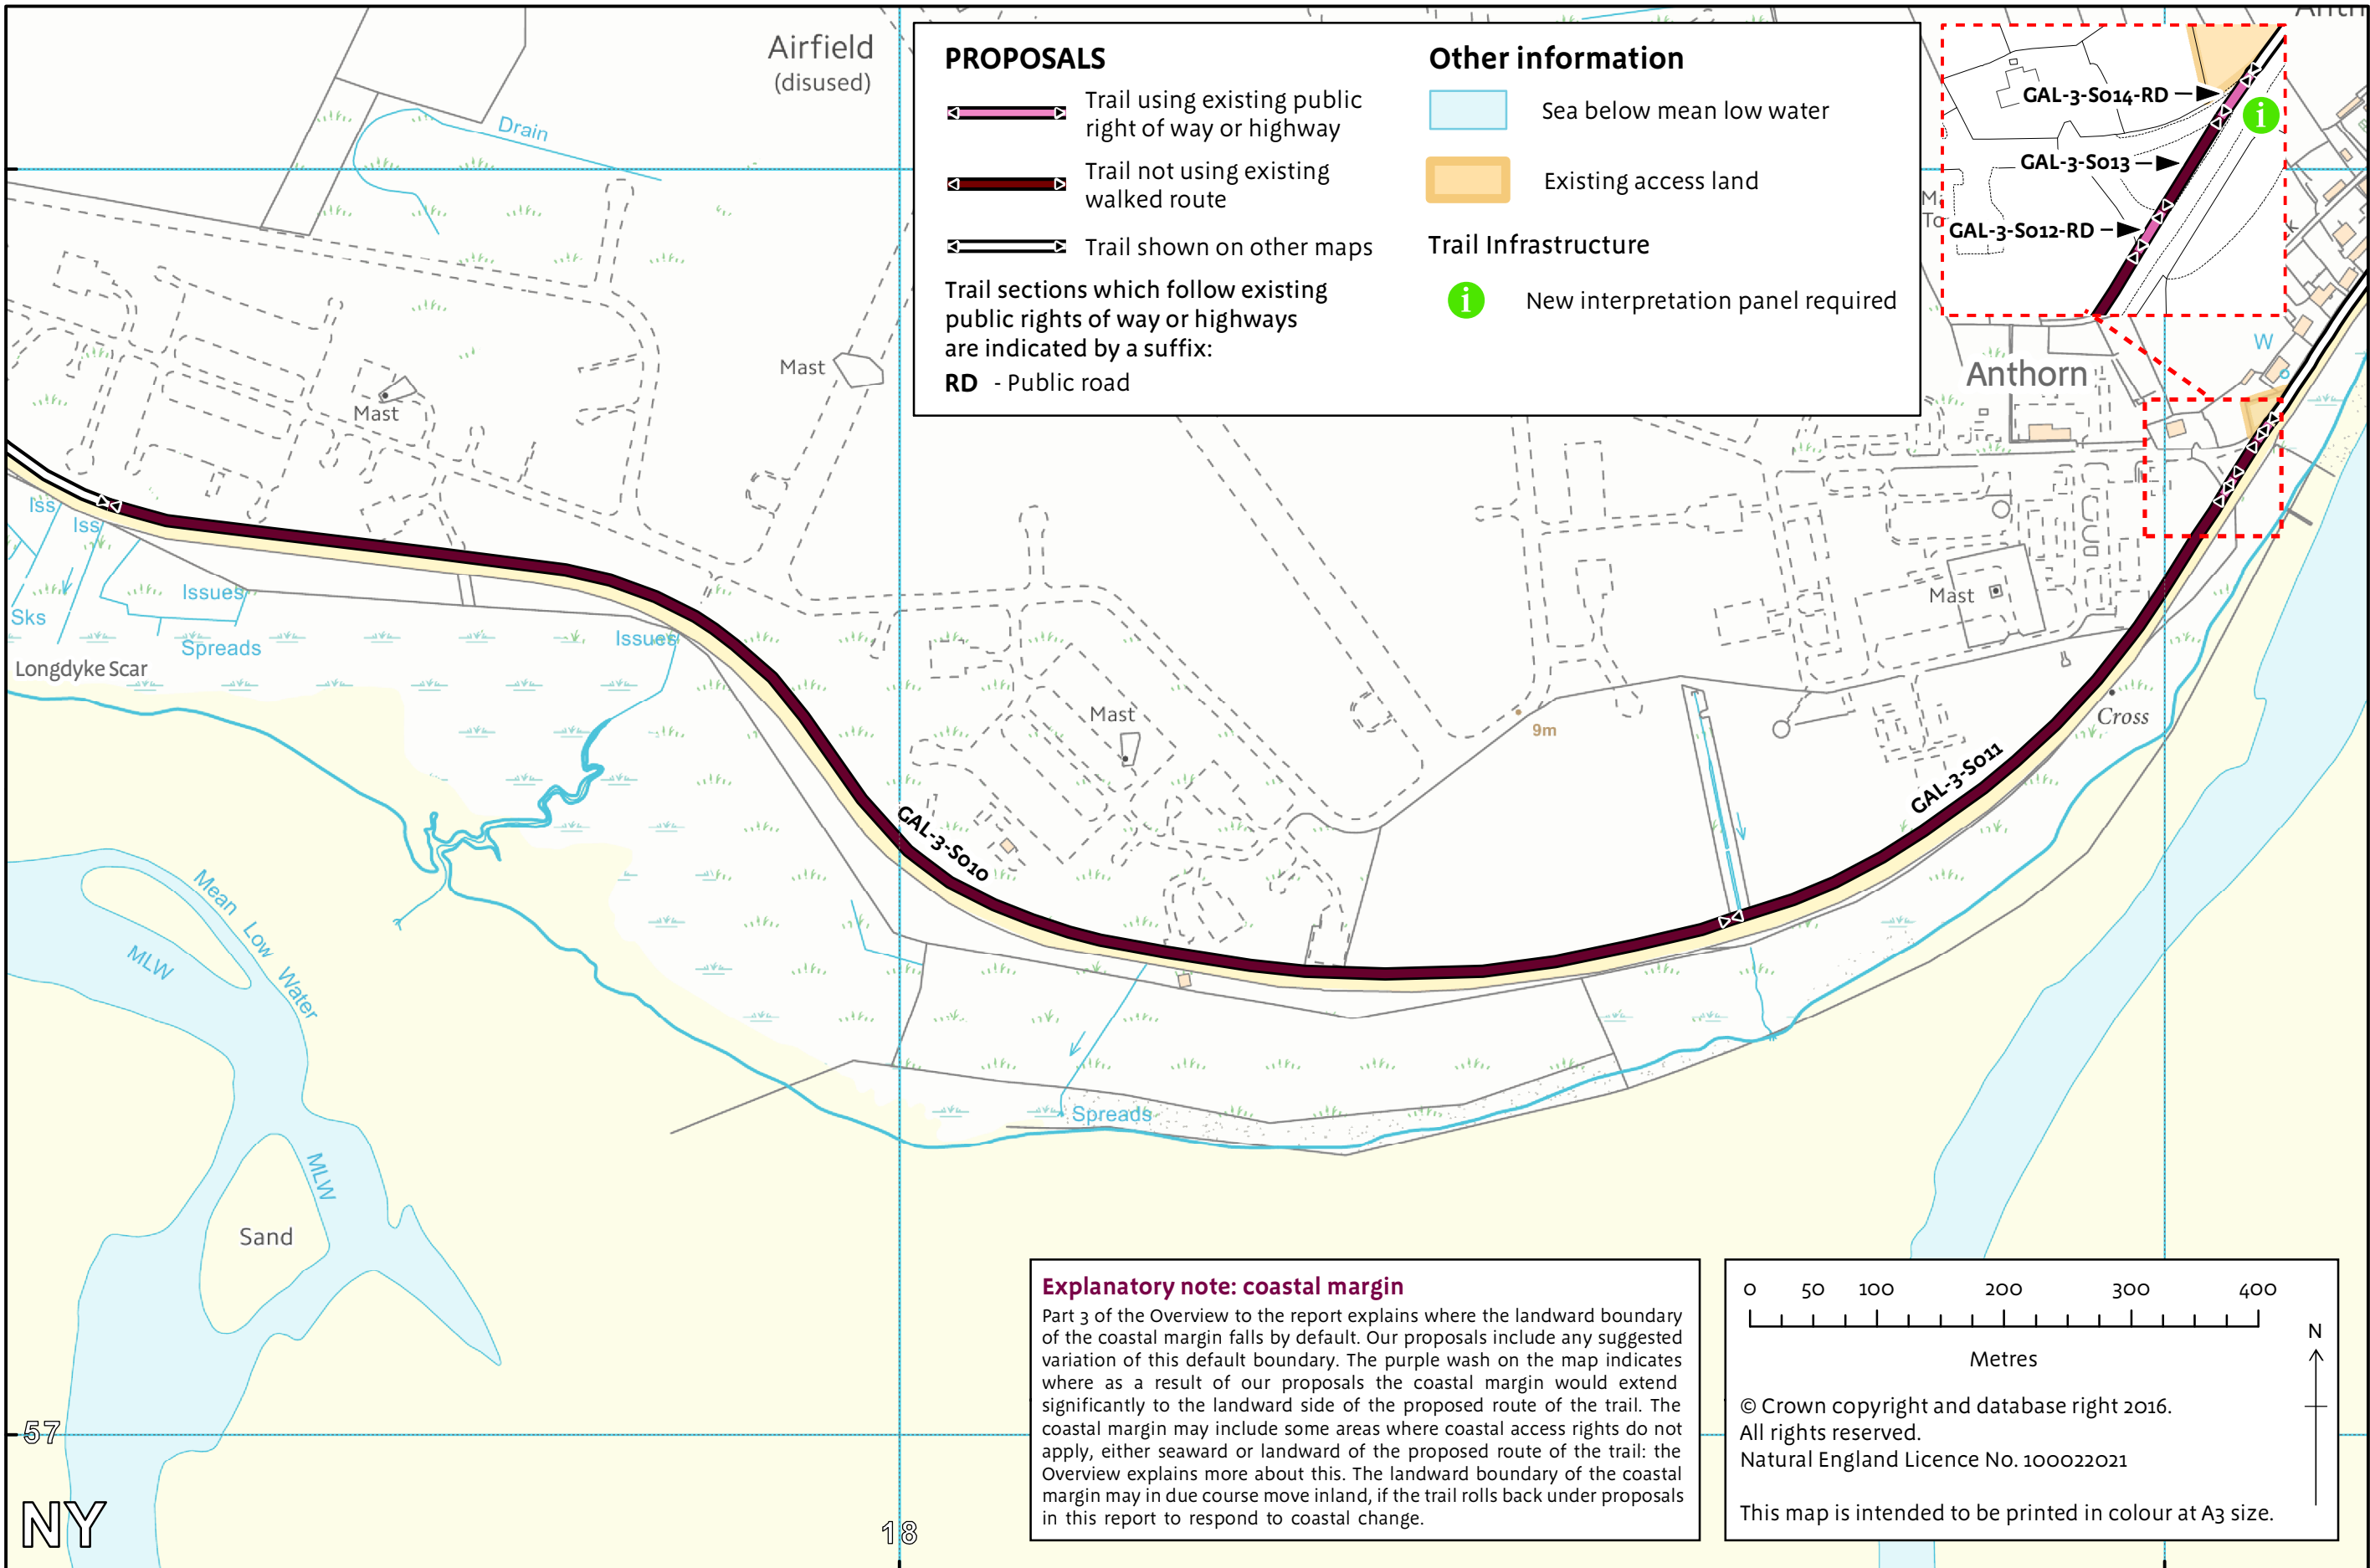 Airfield
(disused)
Drain
Mast
Mast
PROPOSALS
Trail using existing public
right of way or highway
Trail not using existing
walked route
Trail shown on other maps
Trail sections which follow existing
public rights of way or highways
are indicated by a suffix:
RD - Public road
Other information
Sea below mean low water
Existing access land
Trail Infrastructure
i New interpretation panel required
GAL-3-S014-RD
i
GAL-3-S013
GAL-3-S012-RD
W
Anthorn
Mast
Iss
Iss
Issues
Sks
Spreads
Issues
Longdyke Scar
Mast
9m
Cross
GAL-3-S010
GAL-3-S011
Mean Low Water
MLW
Spreads
MLW
Sand
57
NY
18
Explanatory note: coastal margin
Part 3 of the Overview to the report explains where the landward boundary
of the coastal margin falls by default. Our proposals include any suggested
variation of this default boundary. The purple wash on the map indicates
where as a result of our proposals the coastal margin would extend
significantly to the landward side of the proposed route of the trail. The
coastal margin may include some areas where coastal access rights do not
apply, either seaward or landward of the proposed route of the trail: the
Overview explains more about this. The landward boundary of the coastal
margin may in due course move inland, if the trail rolls back under proposals
in this report to respond to coastal change.
0 50 100 200 300 400
Metres
N
© Crown copyright and database right 2016.
All rights reserved.
Natural England Licence No. 100022021
This map is intended to be printed in colour at A3 size.